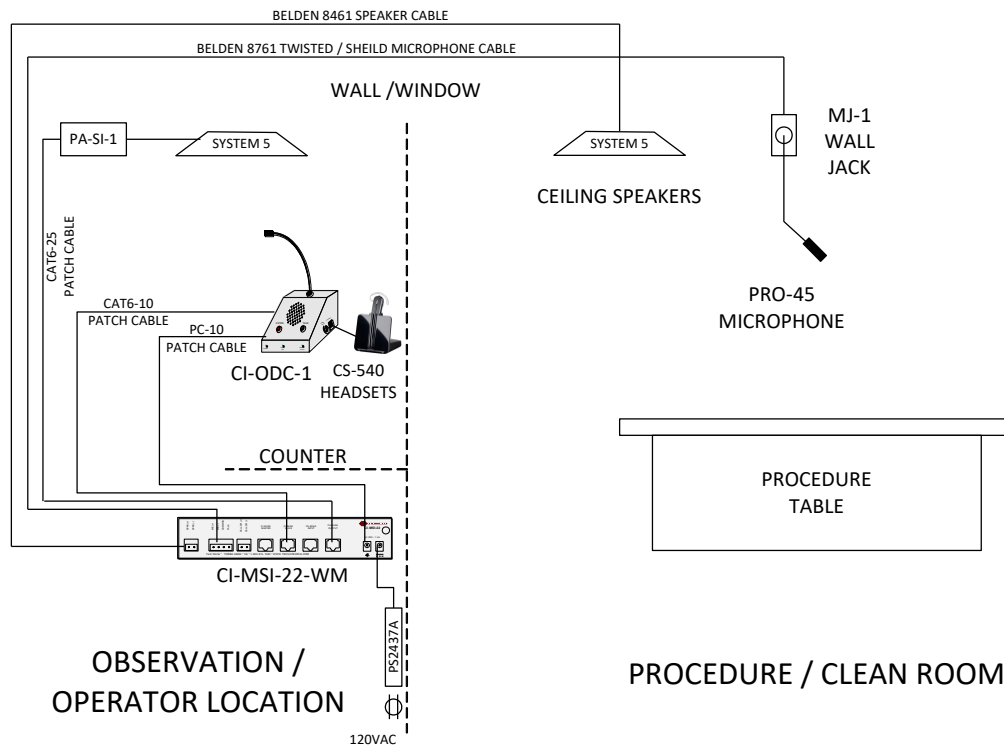 BELDEN 8461 SPEAKER CABLE
BELDEN 8761 TWISTED / SHEILD MICROPHONE CABLE
WALL /WINDOW
PA-SI-1
SYSTEM 5
SYSTEM 5
MJ-1
WALL
JACK
CEILING SPEAKERS
CAT6-25
PATCH CABLE
CAT6-10
PATCH CABLE
PC-10
PATCH CABLE
CI-ODC-1
CS-540
HEADSETS
PRO-45
MICROPHONE
COUNTER
PROCEDURE
TABLE
CI-MSI-22-WM
PS2437A
OBSERVATION /
OPERATOR LOCATION
PROCEDURE / CLEAN ROOM
120VAC